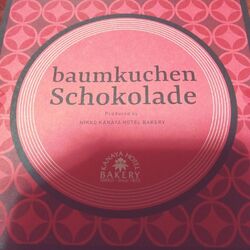 baumkuchen
Schokolade
Produced by
NIKKO KANAYA HOTEL BAKERY
KANAYA HOTEL
BAKERY